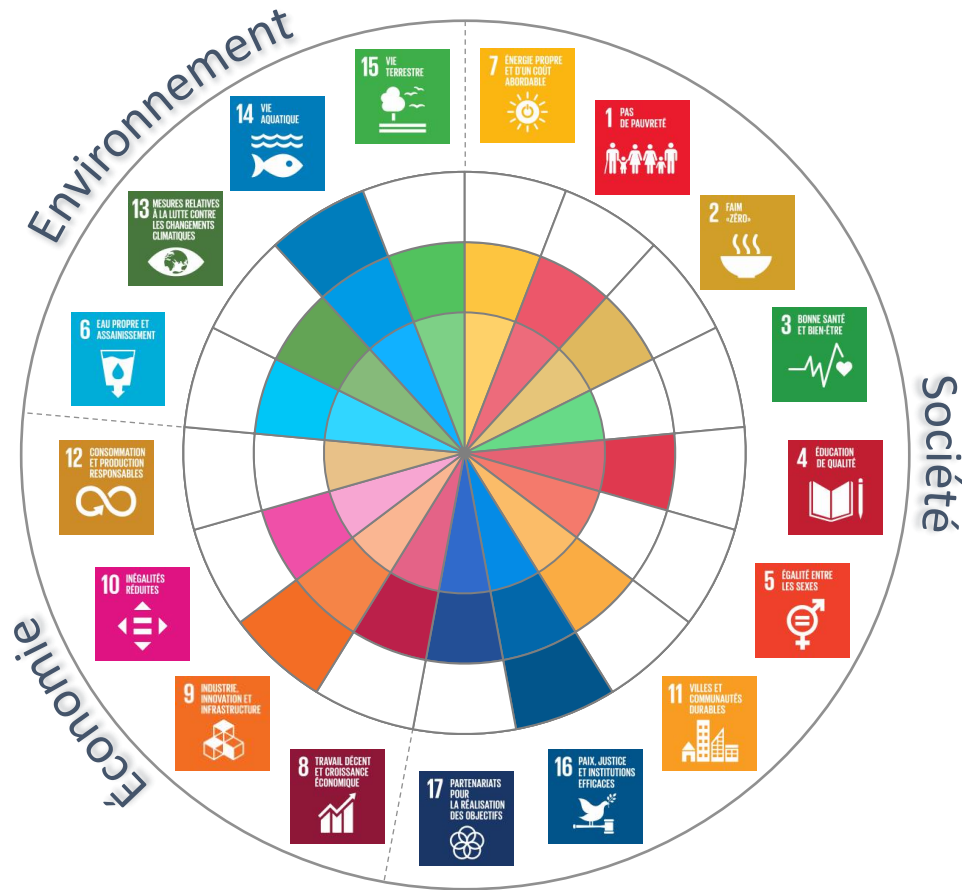 Environnement
15 VIE
TERRESTRE
7 ÉNERGIE PROPRE
ET D'UN COÛT
ABORDABLE
14 VIE
AQUATIQUE
1 PAS
DE PAUVRETÉ
13 MESURES RELATIVES
À LA LUTTE CONTRE
LES CHANGEMENTS
CLIMATIQUES
2 FAIM
«ZÉRO»
6 EAU PROPRE ET
ASSAINISSEMENT
3 BONNE SANTÉ
ET BIEN-ÊTRE
Société
12 CONSOMMATION
ET PRODUCTION
RESPONSABLES
4 ÉDUCATION
DE QUALITÉ
10 INÉGALITÉS
RÉDUITES
5 ÉGALITÉ ENTRE
LES SEXES
Économie
9 INDUSTRIE,
INNOVATION ET
INFRASTRUCTURE
11 VILLES ET
COMMUNAUTÉS
DURABLES
8 TRAVAIL DÉCENT
ET CROISSANCE
ÉCONOMIQUE
17 PARTENARIATS
POUR
LA RÉALISATION
DES OBJECTIFS
16 PAIX, JUSTICE
ET INSTITUTIONS
EFFICACES